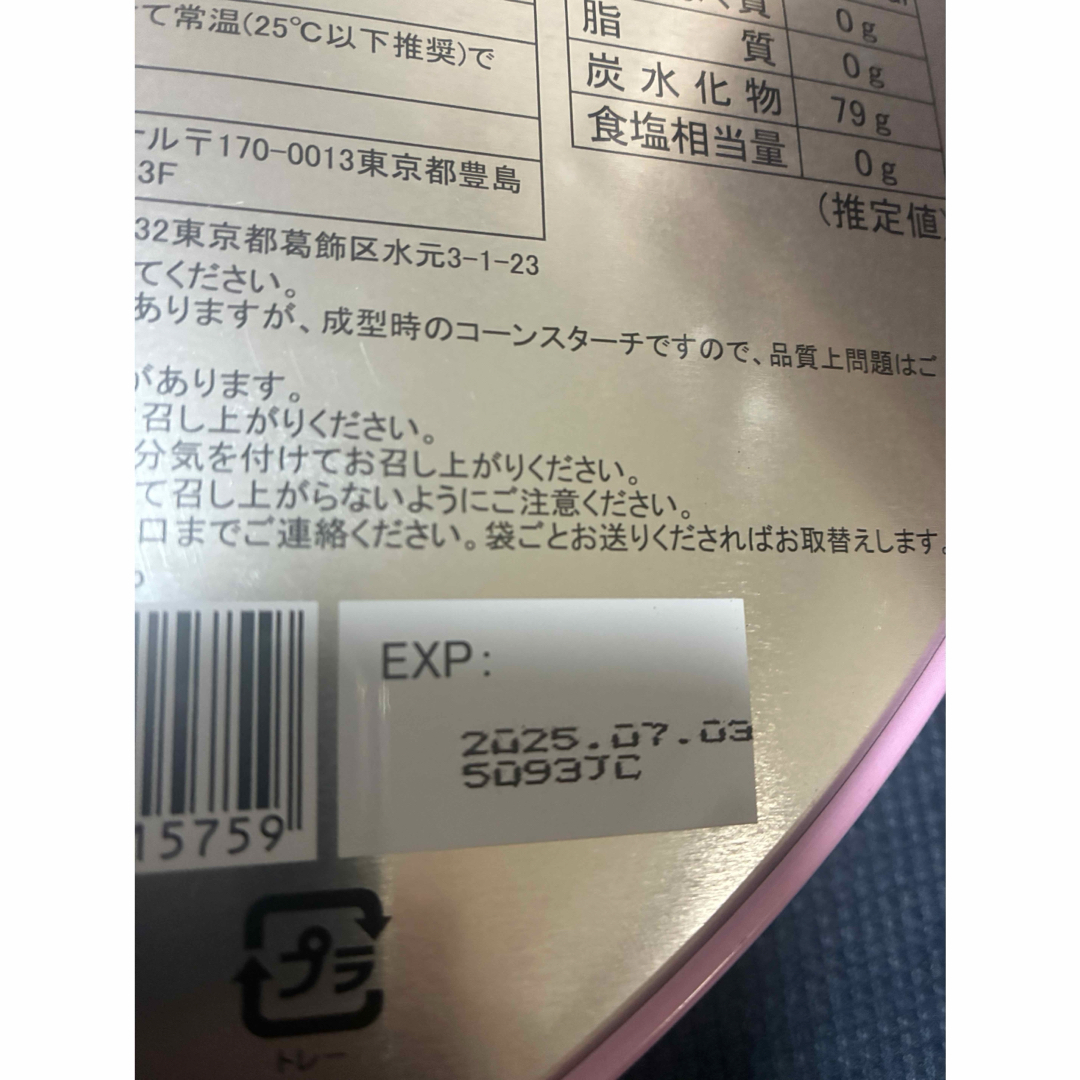 て常温(25℃以下推奨)で
ール〒170-0013東京都豊島
3F
32東京都葛飾区水元3-1-23
てください。
ありますが、成型時のコーンスターチですので、品質上問題はご
があります。
召し上がりください。
分気を付けてお召し上がりください。
て召し上がらないようにご注意ください。
口までご連絡ください。袋ごとお送りくださればお取替えします。
質 0g
脂質 0g
炭水化物 79g
食塩相当量 0g
(推定値)
15759
EXP:
2025.07.03
5093JC
プラ
トレー